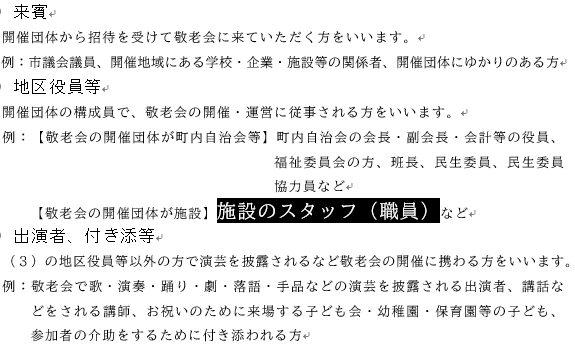 来賓
開催団体から招待を受けて敬老会に来ていただく方をいいます。
例：市議会議員、開催地域にある学校・企業・施設等の関係者、開催団体にゆかりのある方
地区役員等
開催団体の構成員で、敬老会の開催・運営に従事される方をいいます。
例：【敬老会の開催団体が町内自治会等】町内自治会の会長・副会長・会計等の役員、
福祉委員会の方、班長、民生委員、民生委員
協力員など
【敬老会の開催団体が施設】施設のスタッフ（職員）など
出演者、付き添等
（３）の地区役員等以外の方で演芸を披露されるなど敬老会の開催に携わる方をいいます。
例：敬老会で歌・演奏・踊り・劇・落語・手品などの演芸を披露される出演者、講話な
どをされる講師、お祝いのために来場する子ども会・幼稚園・保育園等の子ども、
参加者の介助をするために付き添われる方